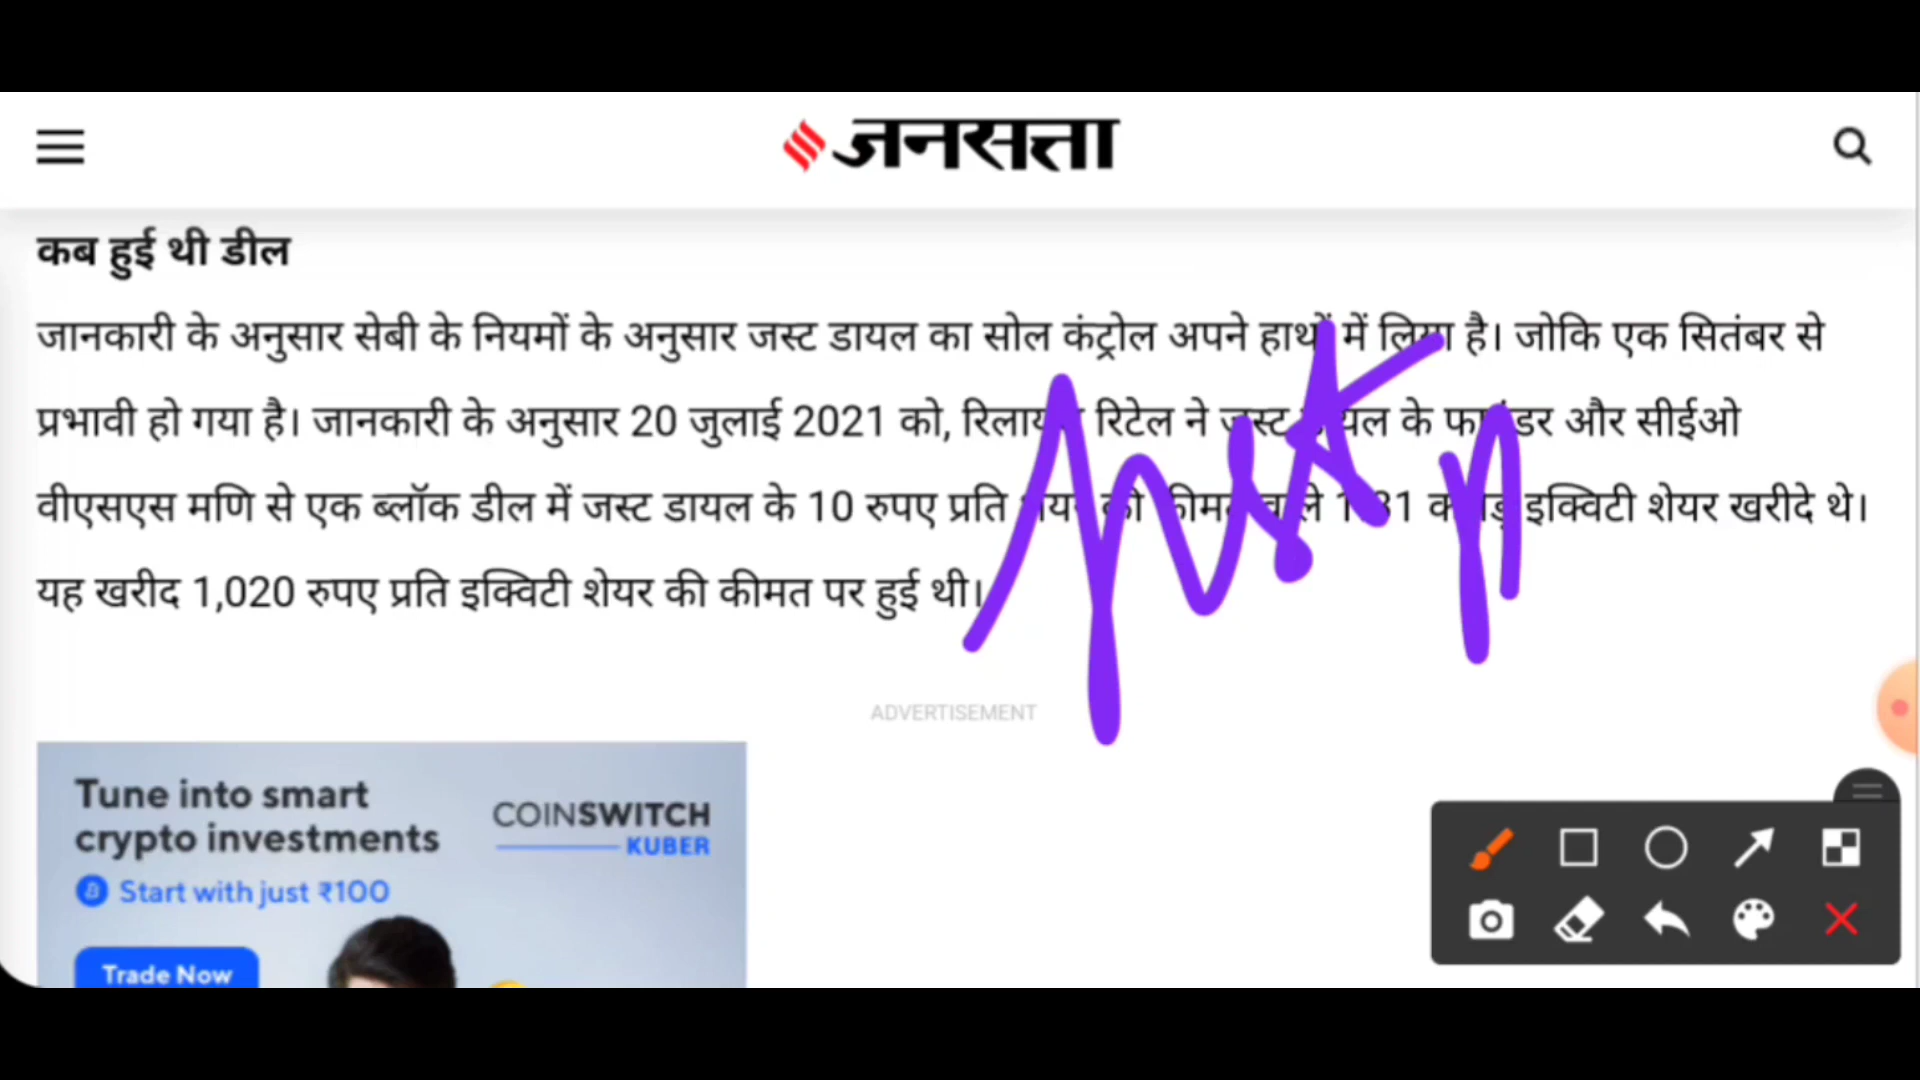 जनसत्ता
कब हुई थी डील
जानकारी के अनुसार सेबी के नियमों के अनुसार जस्ट डायल का सोल कंट्रोल अपने हाथों में लिया है। जोकि एक सितंबर से
प्रभावी हो गया है। जानकारी के अनुसार 20 जुलाई 2021 को, रिलायंस रिटेल ने जस्ट डायल के फाउंडर और सीईओ
वीएसएस मणि से एक ब्लॉक डील में जस्ट डायल के 10 रुपए प्रति शेयर की कीमत वाले करोड़ इक्विटी शेयर खरीदे थे।
यह खरीद 1,020 रुपए प्रति इक्विटी शेयर की कीमत पर हुई थी।
ADVERTISEMENT
Tune into smart
crypto investments
COINSWITCH
KUBER
Start with just ₹100
Trade Now